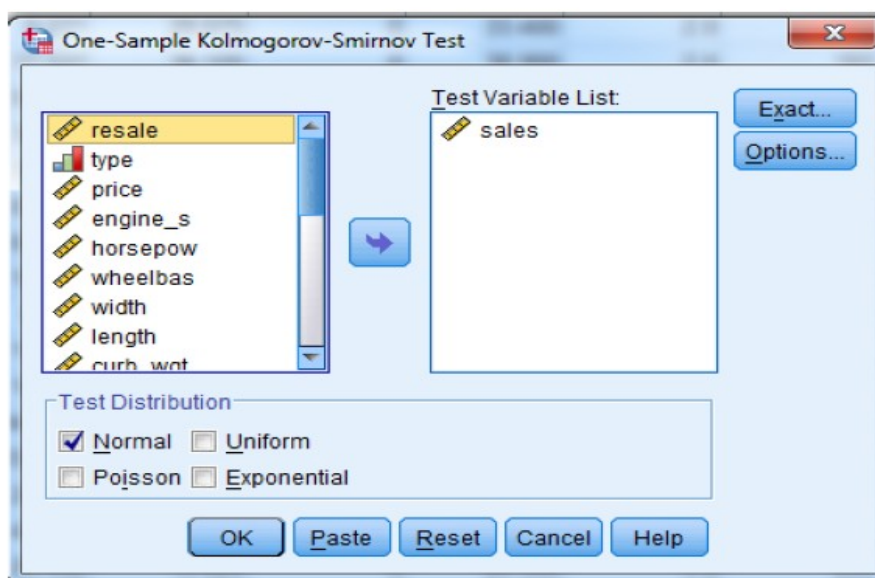 One-Sample Kolmogorov-Smirnov Test
Test Variable List:
resale
type
price
engine_s
horsepow
wheelbas
width
length
curb_wgt
sales
Exact...
Options...
Test Distribution
Normal Uniform
Poisson Exponential
OK Paste Reset Cancel Help